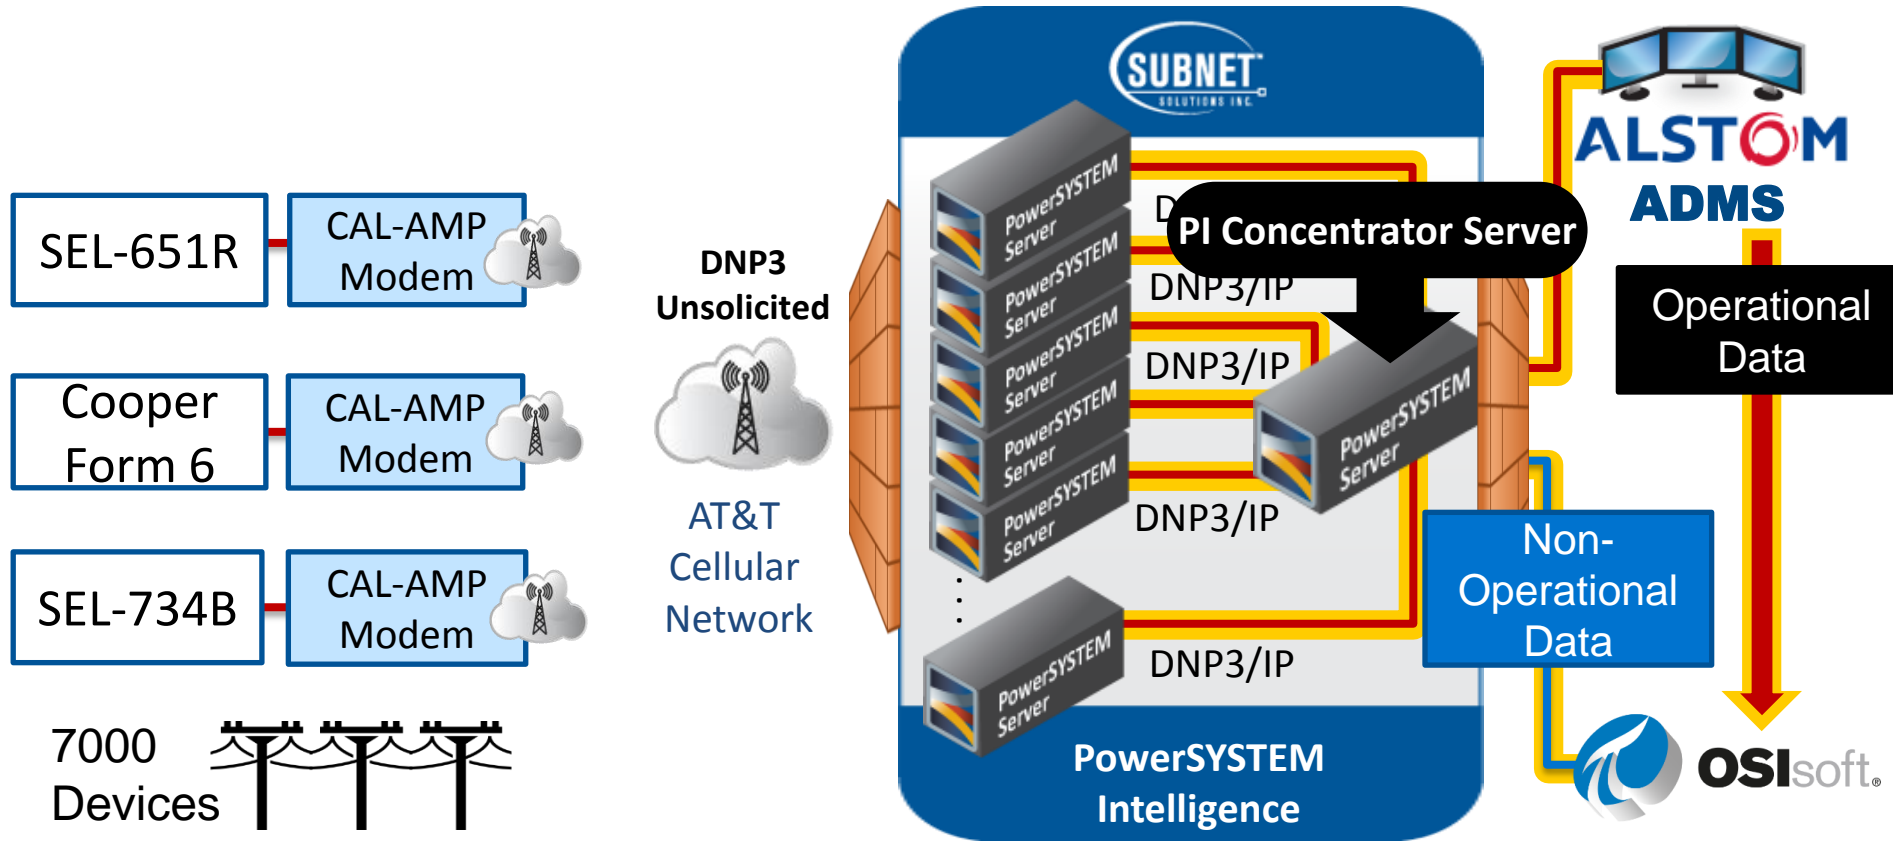 SEL-651R
CAL-AMP
Modem
Cooper
Form 6
CAL-AMP
Modem
SEL-734B
CAL-AMP
Modem
7000
Devices
DNP3
Unsolicited
AT&T
Cellular
Network
SUBNET
SOLUTIONS INC.
PowerSYSTEM
Server
PowerSYSTEM
Server
PowerSYSTEM
Server
PowerSYSTEM
Server
PowerSYSTEM
Server
PowerSYSTEM
Server
PI Concentrator Server
DNP3/IP
DNP3/IP
DNP3/IP
DNP3/IP
PowerSYSTEM
Server
PowerSYSTEM
Intelligence
ALSTOM
ADMS
Operational
Data
Non-
Operational
Data
OSIsoft®